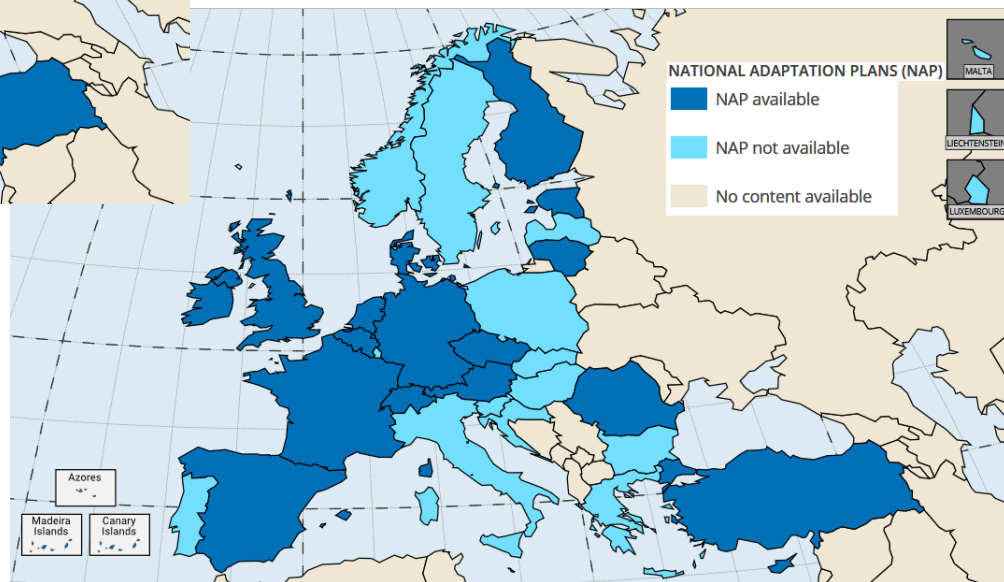 NATIONAL ADAPTATION PLANS (NAP)
NAP available
NAP not available
No content available
MALTA
LIECHTENSTEIN
LUXEMBOURG
Azores
Madeira
Islands
Canary
Islands